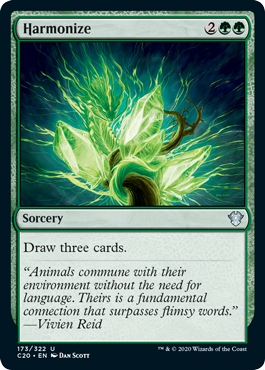 Harmonize 2
Sorcery
Draw three cards.
“Animals commune with their
environment without the need for
language. Theirs is a fundamental
connection that surpasses flimsy words.”
—Vivien Reid
173/322 U
C20 • EN DAN SCOTT
™ & © 2020 Wizards of the Coast